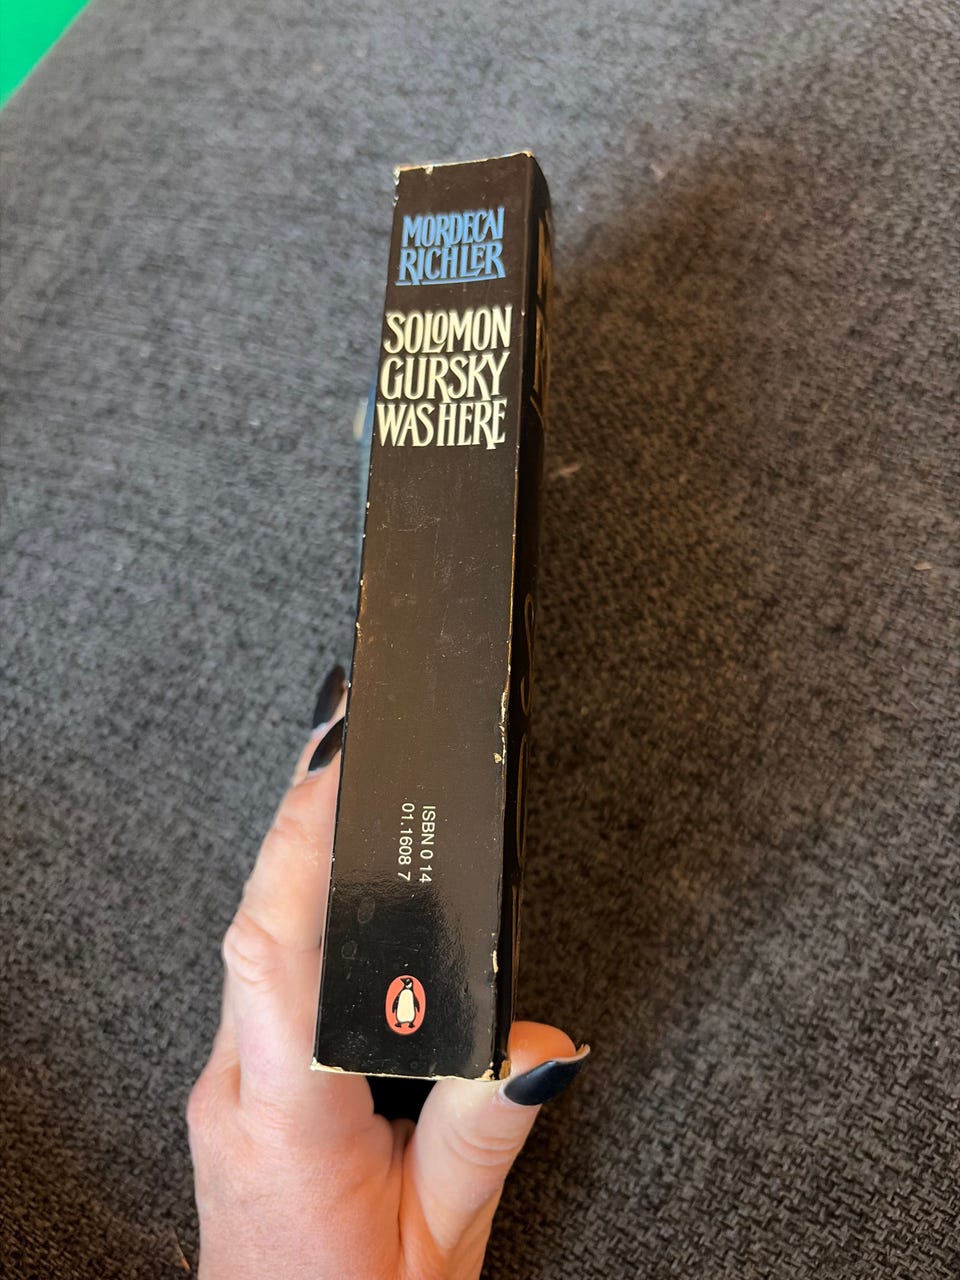 MORDECAI
RICHLER
SOLOMON
GURSKY
WAS HERE
ISBN 0 14
01.1608 7